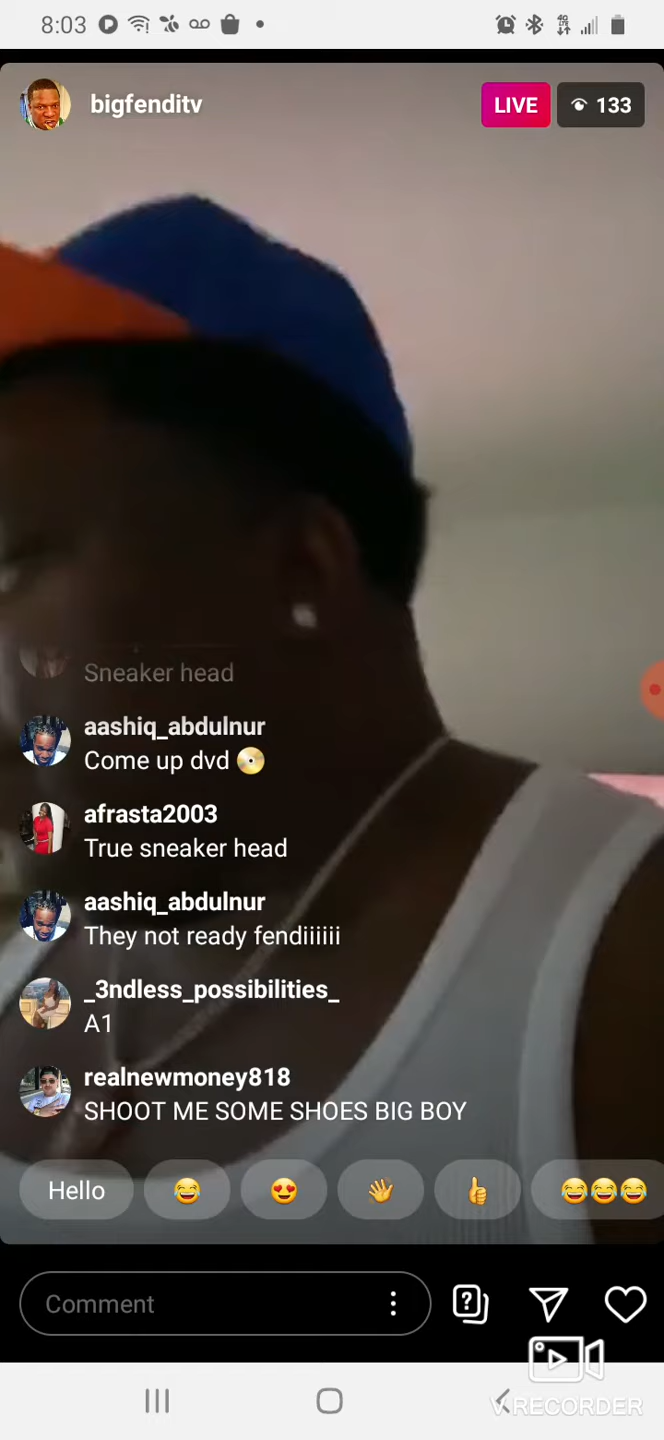 8:03
bigfenditv
LIVE
133
Sneaker head
aashiq_abdulnur
Come up dvd 📀
afrasta2003
True sneaker head
aashiq_abdulnur
They not ready fendiiiiii
_3ndless_possibilities_
A1
realnewmoney818
SHOOT ME SOME SHOES BIG BOY
Hello 😂 😍 👋 👍 😂😂😂
Comment
V.RECORDER